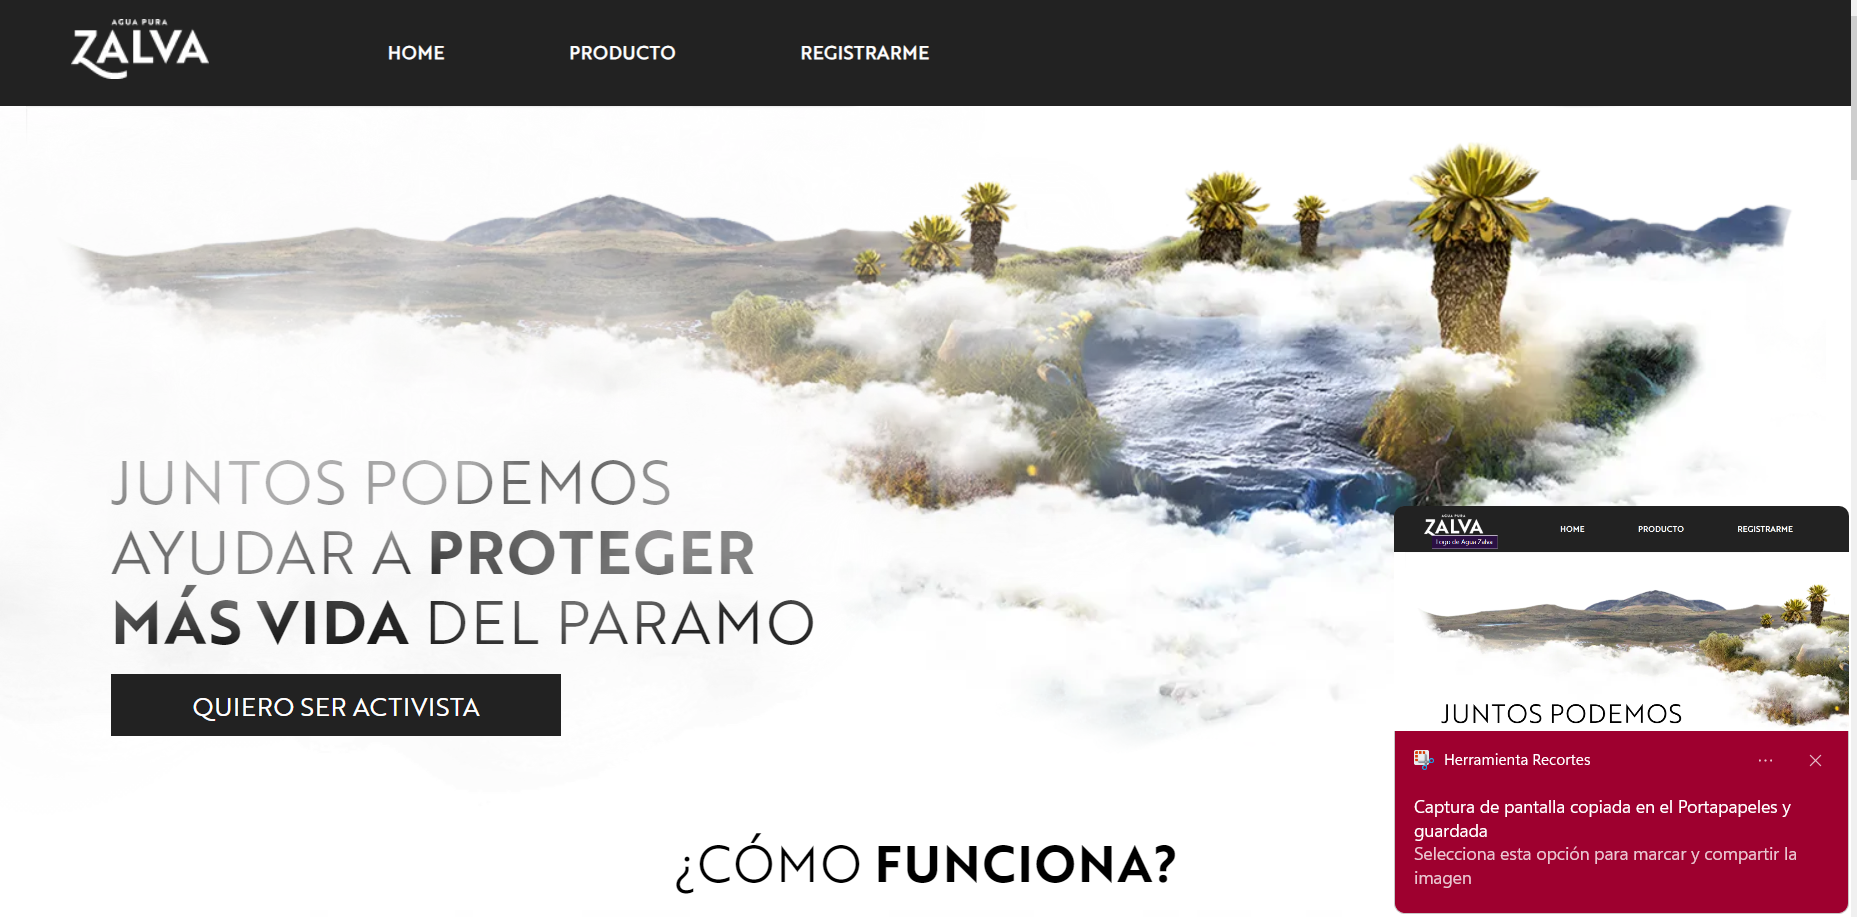 AGUA PURA
ZALVA
HOME
PRODUCTO
REGISTRARME
JUNTOS PODEMOS
AYUDAR A PROTEGER
MÁS VIDA DEL PARAMO
QUIERO SER ACTIVISTA
¿CÓMO FUNCIONA?
AGUA PURA
ZALVA
Logo de Agua Zalva
HOME
PRODUCTO
REGISTRARME
JUNTOS PODEMOS
Herramienta Recortes
Captura de pantalla copiada en el Portapapeles y
guardada
Selecciona esta opción para marcar y compartir la
imagen